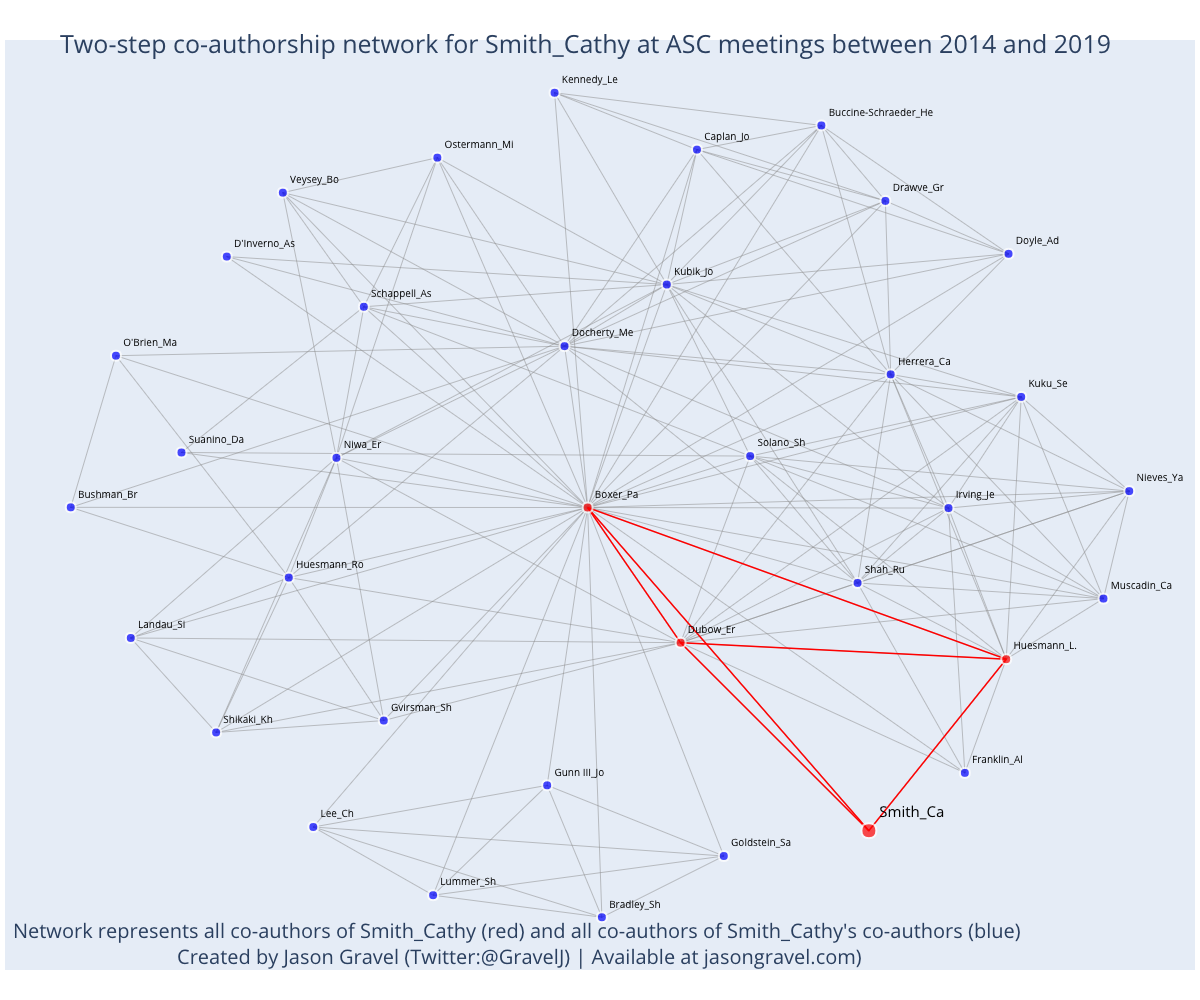 Two-step co-authorship network for Smith_Cathy at ASC meetings between 2014 and 2019
Kennedy_Le
Buccine-Schraeder_He
Caplan_Jo
Ostermann_Mi
Veysey_Bo
Drawve_Gr
D'Inverno_As
Doyle_Ad
Kubik_Jo
Schappell_As
Docherty_Me
O'Brien_Ma
Herrera_Ca
Kuku_Se
Suanino_Da
Niwa_Er
Solano_Sh
Nieves_Ya
Bushman_Br
Boxer_Pa
Irving_Je
Huesmann_Ro
Shah_Ru
Muscadin_Ca
Landau_Si
Dubow_Er
Huesmann_L.
Gvirsman_Sh
Shikaki_Kh
Franklin_Al
Gunn III_Jo
Lee_Ch
Smith_Ca
Goldstein_Sa
Lummer_Sh
Bradley_Sh
Network represents all co-authors of Smith_Cathy (red) and all co-authors of Smith_Cathy's co-authors (blue)
Created by Jason Gravel (Twitter:@GravelJ) | Available at jasongravel.com)